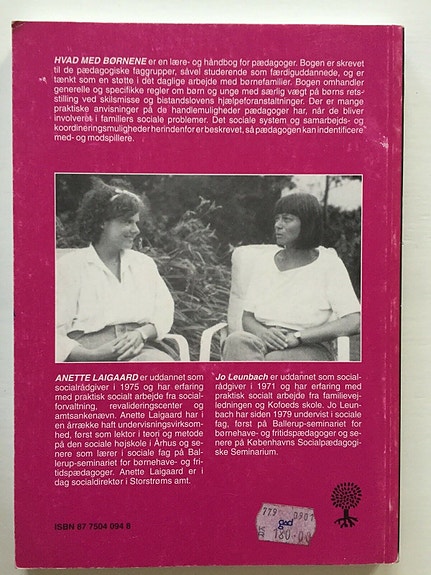 HVAD MED BØRNENE er en lære- og håndbog for pædagoger. Bogen er skrevet
til de pædagogiske faggrupper, såvel studerende som færdiguddannede, og er
tænkt som en støtte i det daglige arbejde med børnefamilier. Bogen omhandler
generelle og specifikke regler om børn og unge med særlig vægt på børns rets-
stilling ved skilsmisse og bistandslovens hjælpeforanstaltninger. Der er mange
praktiske anvisninger på de handlemuligheder pædagoger har, når de bliver
involveret i familiers sociale problemer. Det sociale system og samarbejds- og
koordineringsmuligheder herindenfor er beskrevet, så pædagogen kan indentificere
med- og modspillere.
ANETTE LAIGAARD er uddannet som
socialrådgiver i 1975 og har erfaring
med praktisk socialt arbejde fra social-
forvaltning, revalideringscenter og
amtsankenævn. Anette Laigaard har i
en årrække haft undervisningsvirksom-
hed, først som lektor i teori og metode
på den sociale højskole i Århus og se-
nere som lærer i sociale fag på Bal-
lerup-seminariet for børnehave- og fri-
tidspædagoger. Anette Laigaard er i
dag socialdirektør i Storstrøms amt.
Jo Leunbach er uddannet som social-
rådgiver i 1971 og har erfaring med
praktisk socialt arbejde fra familievej-
ledningen og Kofoeds skole. Jo Leun-
bach har siden 1979 undervist i sociale
fag, først på Ballerup-seminariet for
børnehave- og fritidspædagoger og se-
nere på Københavns Socialpædagogi-
ske Seminarium.
ISBN 87 7504 094 8
779 0901
gad
180.00